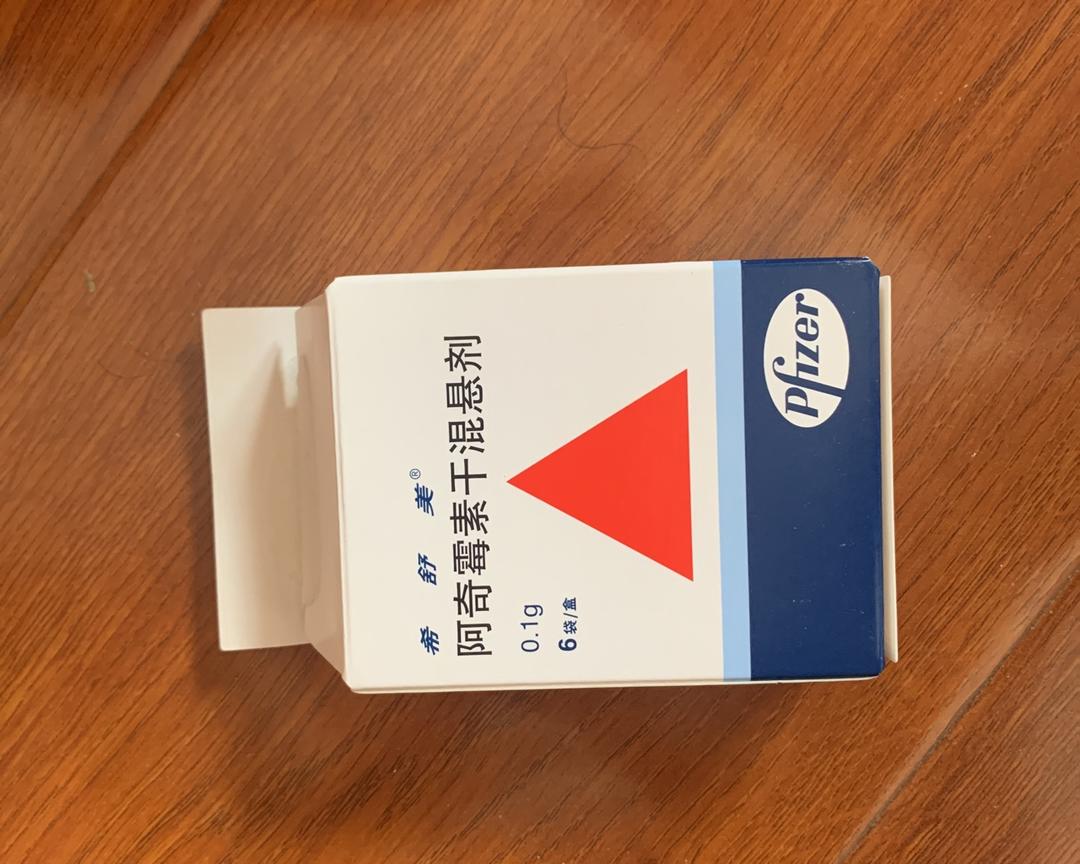 希舒美®
阿奇霉素干混悬剂
0.1g
6袋/盒
Pfizer